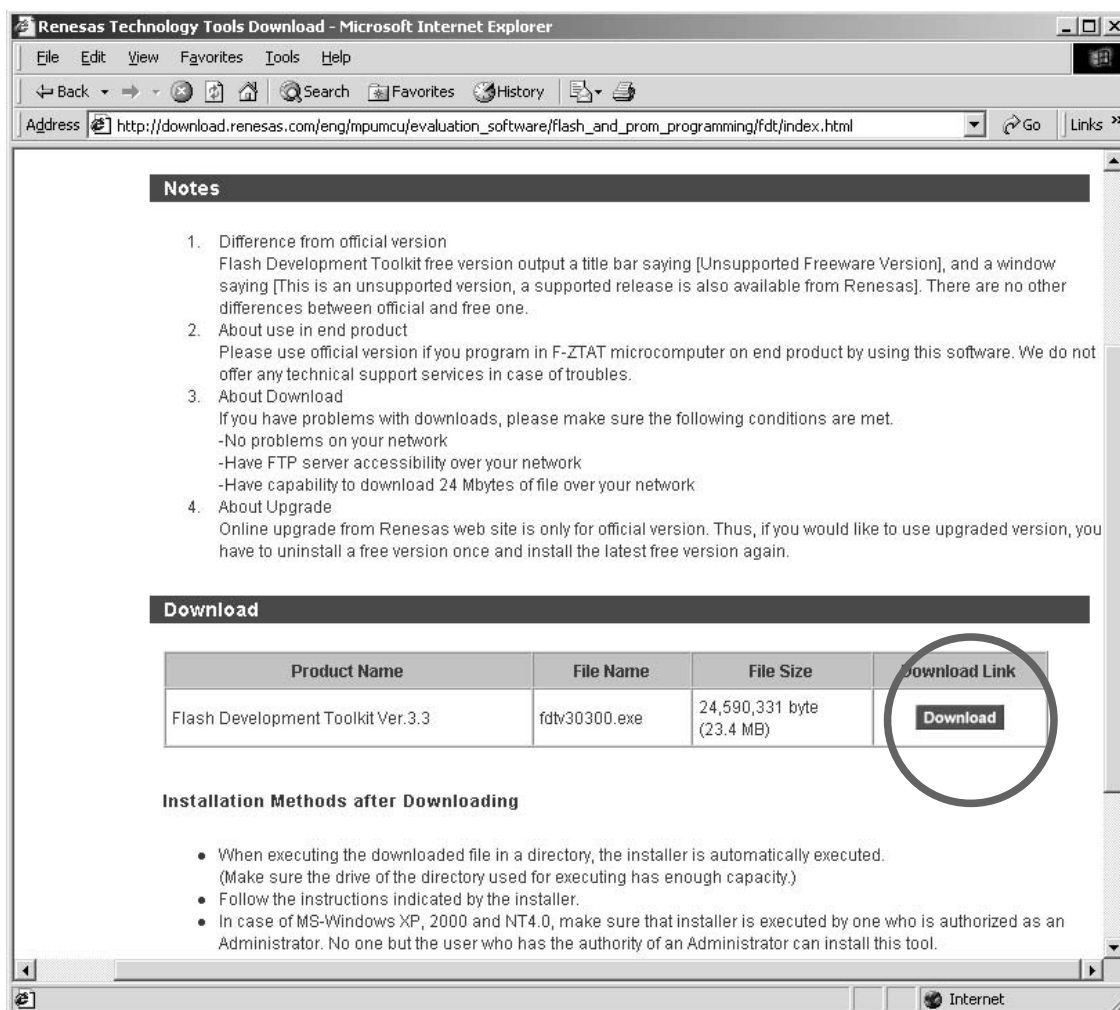 Renesas Technology Tools Download - Microsoft Internet Explorer
File Edit View Favorites Tools Help
Back Search Favorites History
Address http://download.renesas.com/eng/mpumcu/evaluation_software/flash_and_prom_programming/fdt/index.html Go Links »
Notes
1. Difference from official version
Flash Development Toolkit free version output a title bar saying [Unsupported Freeware Version], and a window
saying [This is an unsupported version, a supported release is also available from Renesas]. There are no other
differences between official and free one.
2. About use in end product
Please use official version if you program in F-ZTAT microcomputer on end product by using this software. We do not
offer any technical support services in case of troubles.
3. About Download
If you have problems with downloads, please make sure the following conditions are met.
-No problems on your network
-Have FTP server accessibility over your network
-Have capability to download 24 Mbytes of file over your network
4. About Upgrade
Online upgrade from Renesas web site is only for official version. Thus, if you would like to use upgraded version, you
have to uninstall a free version once and install the latest free version again.
Download
Product Name File Name File Size Download Link
Flash Development Toolkit Ver.3.3 fdtv30300.exe 24,590,331 byte
(23.4 MB) Download
Installation Methods after Downloading
● When executing the downloaded file in a directory, the installer is automatically executed.
(Make sure the drive of the directory used for executing has enough capacity.)
● Follow the instructions indicated by the installer.
● In case of MS-Windows XP, 2000 and NT4.0, make sure that installer is executed by one who is authorized as an
Administrator. No one but the user who has the authority of an Administrator can install this tool.
Internet